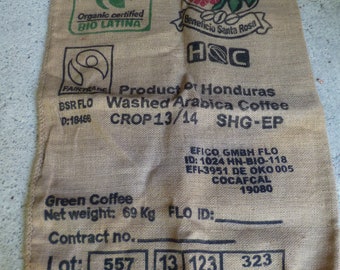 Organic certified
BIO LATINA
Beneficio Santa Rosa
H C
FAIRTRADE
Product of Honduras
BSR FLO
ID:18466
Washed Arabica Coffee
CROP 13/14 SHG-EP
EFICO GMBH FLO
ID: 1024 HN-BIO-118
EFI-3951 DE OKO 005
COCAFCAL
19080
Green Coffee
Net weight: 69 Kg FLO ID:
Contract no.
Lot: 557 13 123 323